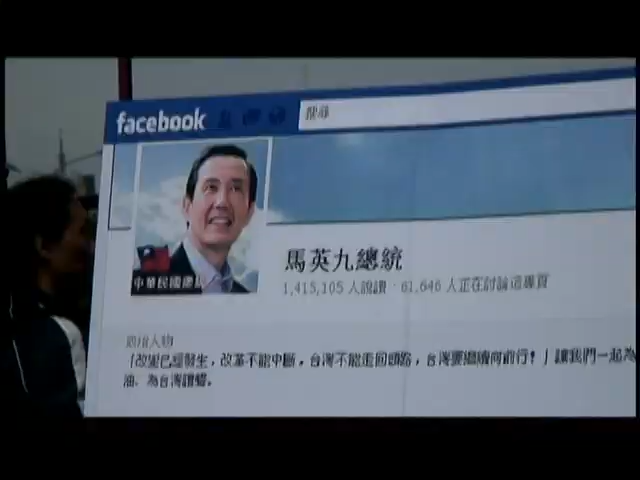 facebook
搜尋
中華民國總統
馬英九總統
1,415,105 人說讚 · 61,646 人正在討論這專頁
政治人物
「改變已經發生，改革不能中斷，台灣不能走回頭路，台灣要繼續向前行！」讓我們一起為
油、為台灣讚聲。